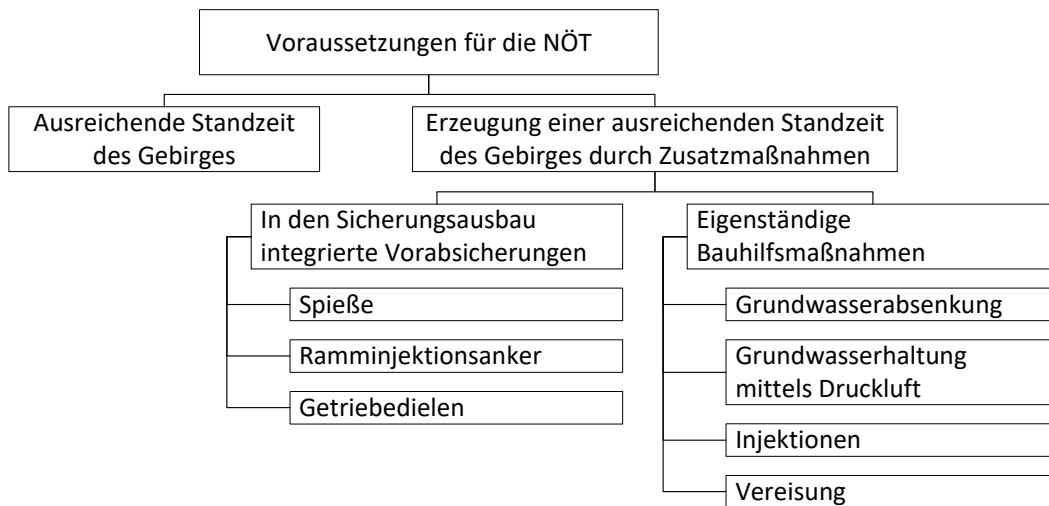 Voraussetzungen für die NÖT
Ausreichende Standzeit
des Gebirges
Erzeugung einer ausreichenden Standzeit
des Gebirges durch Zusatzmaßnahmen
In den Sicherungsausbau
integrierte Vorabsicherungen
Spieße
Ramminjektionsanker
Getriebedielen
Eigenständige
Bauhilfsmaßnahmen
Grundwasserabsenkung
Grundwasserhaltung
mittels Druckluft
Injektionen
Vereisung